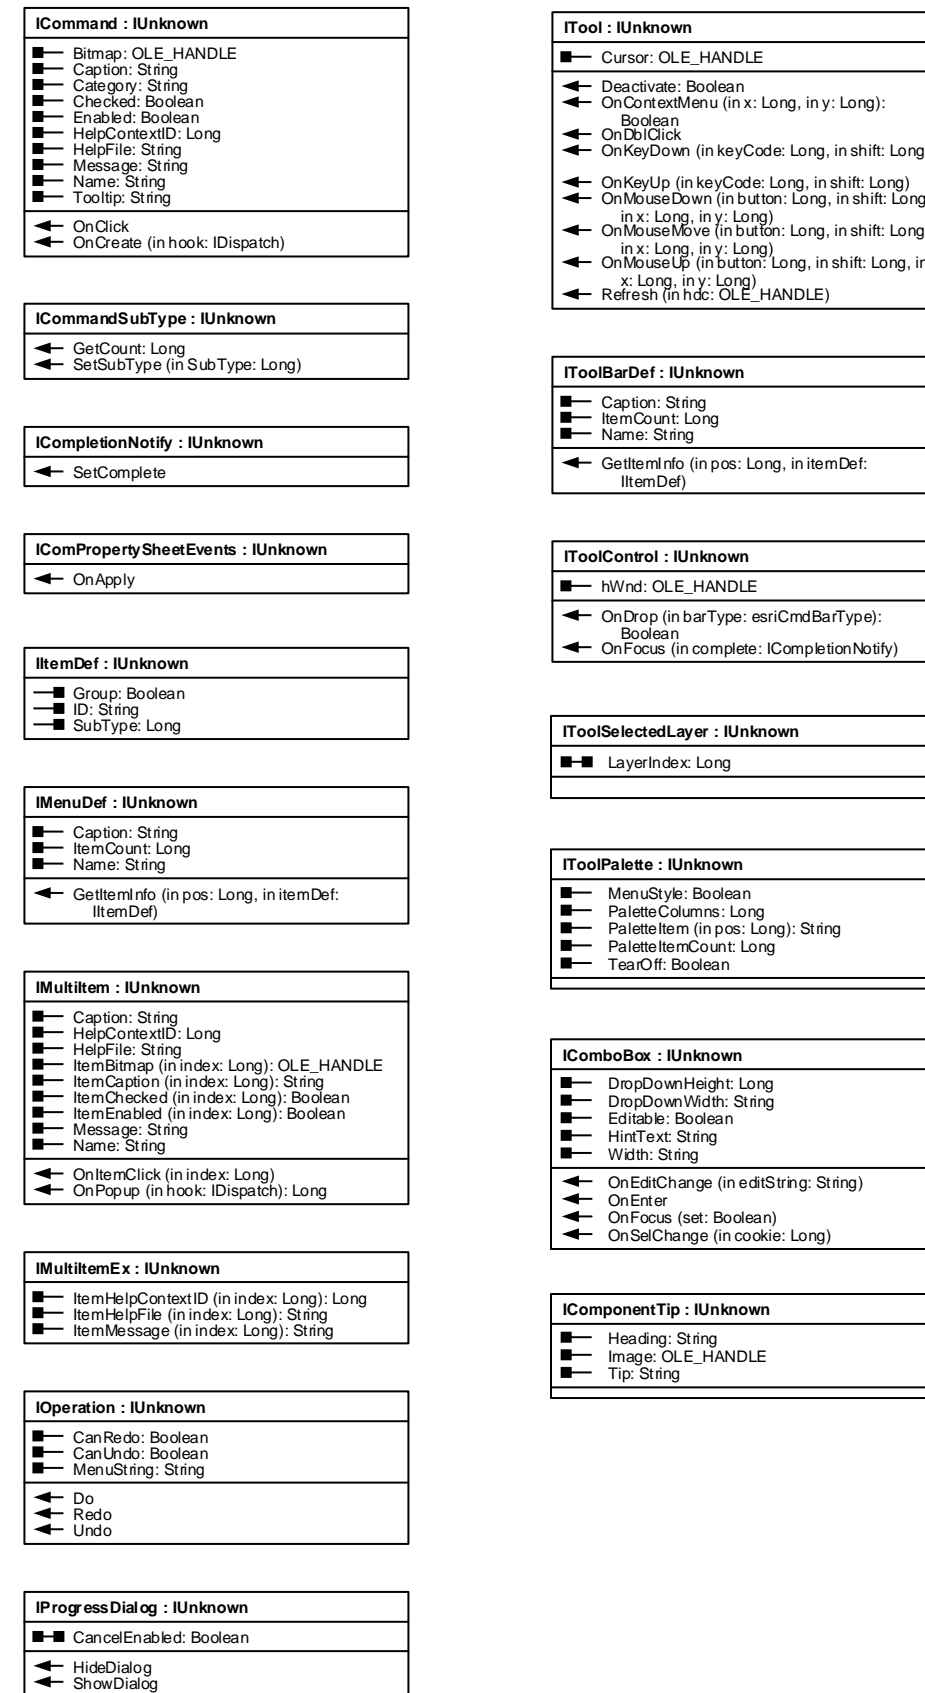 ICommand : IUnknown
Bitmap: OLE_HANDLE
Caption: String
Category: String
Checked: Boolean
Enabled: Boolean
HelpContextID: Long
HelpFile: String
Message: String
Name: String
Tooltip: String
OnClick
OnCreate (in hook: IDispatch)
ICommandSubType : IUnknown
GetCount: Long
SetSubType (in SubType: Long)
ICompletionNotify : IUnknown
SetComplete
IComPropertySheetEvents : IUnknown
OnApply
IItemDef : IUnknown
Group: Boolean
ID: String
SubType: Long
IMenuDef : IUnknown
Caption: String
ItemCount: Long
Name: String
GetItemInfo (in pos: Long, in itemDef:
IItemDef)
IMultiItem : IUnknown
Caption: String
HelpContextID: Long
HelpFile: String
ItemBitmap (in index: Long): OLE_HANDLE
ItemCaption (in index: Long): String
ItemChecked (in index: Long): Boolean
ItemEnabled (in index: Long): Boolean
Message: String
Name: String
OnItemClick (in index: Long)
OnPopup (in hook: IDispatch): Long
IMultiItemEx : IUnknown
ItemHelpContextID (in index: Long): Long
ItemHelpFile (in index: Long): String
ItemMessage (in index: Long): String
IOperation : IUnknown
CanRedo: Boolean
CanUndo: Boolean
MenuString: String
Do
Redo
Undo
IProgressDialog : IUnknown
CancelEnabled: Boolean
HideDialog
ShowDialog
ITool : IUnknown
Cursor: OLE_HANDLE
Deactivate: Boolean
OnContextMenu (in x: Long, in y: Long):
Boolean
OnDblClick
OnKeyDown (in keyCode: Long, in shift: Long
OnKeyUp (in keyCode: Long, in shift: Long)
OnMouseDown (in button: Long, in shift: Long
in x: Long, in y: Long)
OnMouseMove (in button: Long, in shift: Long
in x: Long, in y: Long)
OnMouseUp (in button: Long, in shift: Long, in
x: Long, in y: Long)
Refresh (in hdc: OLE_HANDLE)
IToolBarDef : IUnknown
Caption: String
ItemCount: Long
Name: String
GetItemInfo (in pos: Long, in itemDef:
IItemDef)
IToolControl : IUnknown
hWnd: OLE_HANDLE
OnDrop (in barType: esriCmdBarType):
Boolean
OnFocus (in complete: ICompletionNotify)
IToolSelectedLayer : IUnknown
LayerIndex: Long
IToolPalette : IUnknown
MenuStyle: Boolean
PaletteColumns: Long
PaletteItem (in pos: Long): String
PaletteItemCount: Long
TearOff: Boolean
IComboBox : IUnknown
DropDownHeight: Long
DropDownWidth: String
Editable: Boolean
HintText: String
Width: String
OnEditChange (in editString: String)
OnEnter
OnFocus (set: Boolean)
OnSelChange (in cookie: Long)
IComponentTip : IUnknown
Heading: String
Image: OLE_HANDLE
Tip: String